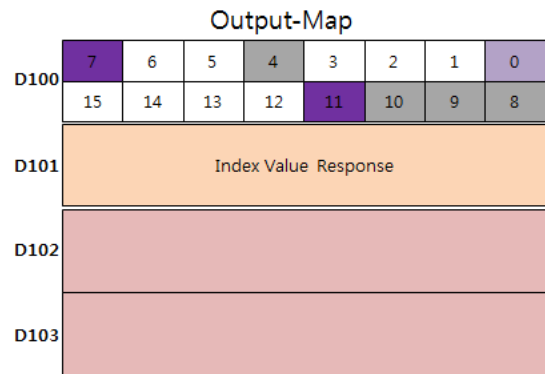 Output-Map
D100
7 6 5 4 3 2 1 0
15 14 13 12 11 10 9 8
D101
Index Value Response
D102
D103